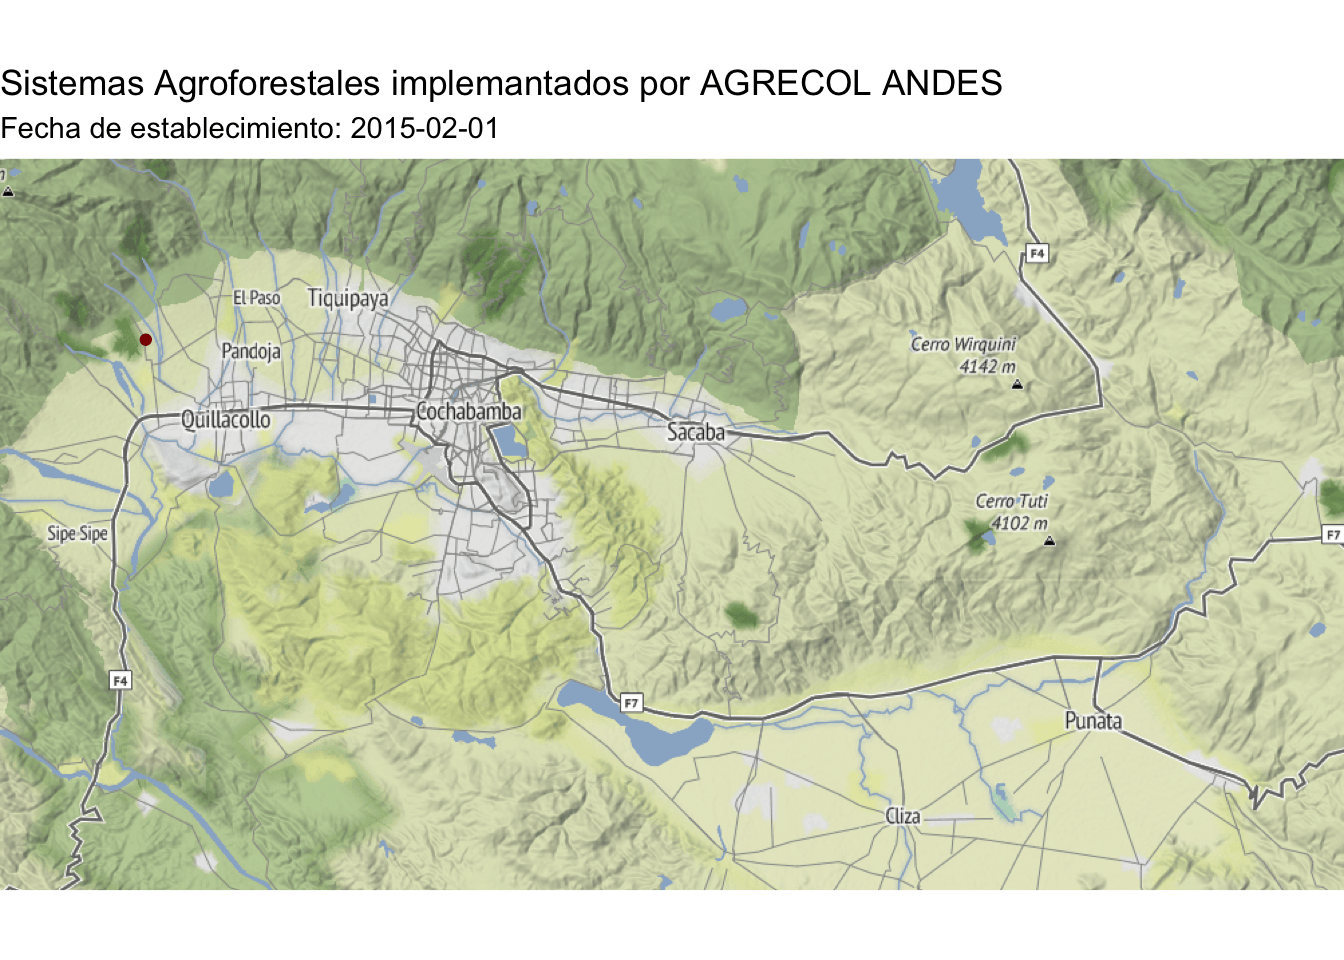 Sistemas Agroforestales implemantados por AGRECOL ANDES
Fecha de establecimiento: 2015-02-01
F4
El Paso
Tiquipaya
Pandoja
Cerro Wirquini
4142 m
Quillacollo
Cochabamba
Sacaba
Cerro Tuti
4102 m
Sipe Sipe
F7
F4
F7
Punata
Cliza